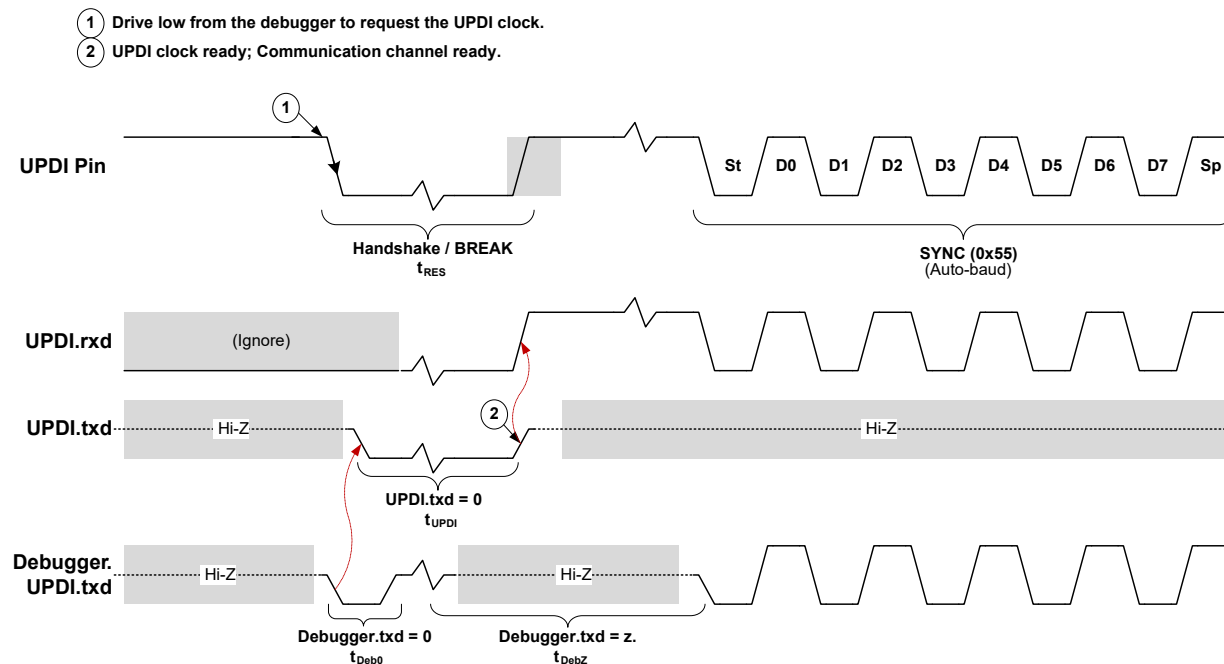 1 Drive low from the debugger to request the UPDI clock.
2 UPDI clock ready; Communication channel ready.
1
UPDI Pin
St D0 D1 D2 D3 D4 D5 D6 D7 Sp
Handshake / BREAK
tRES
SYNC (0x55)
(Auto-baud)
UPDI.rxd
(Ignore)
2
UPDI.txd
Hi-Z
Hi-Z
UPDI.txd = 0
tUPDI
Debugger.
UPDI.txd
Hi-Z
Hi-Z
Debugger.txd = 0
tDeb0
Debugger.txd = z.
tDebZ